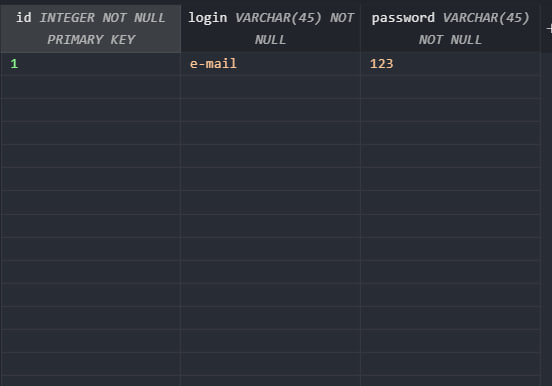 id INTEGER NOT NULL PRIMARY KEY
login VARCHAR(45) NOT NULL
password VARCHAR(45) NOT NULL
+
1 e-mail 123